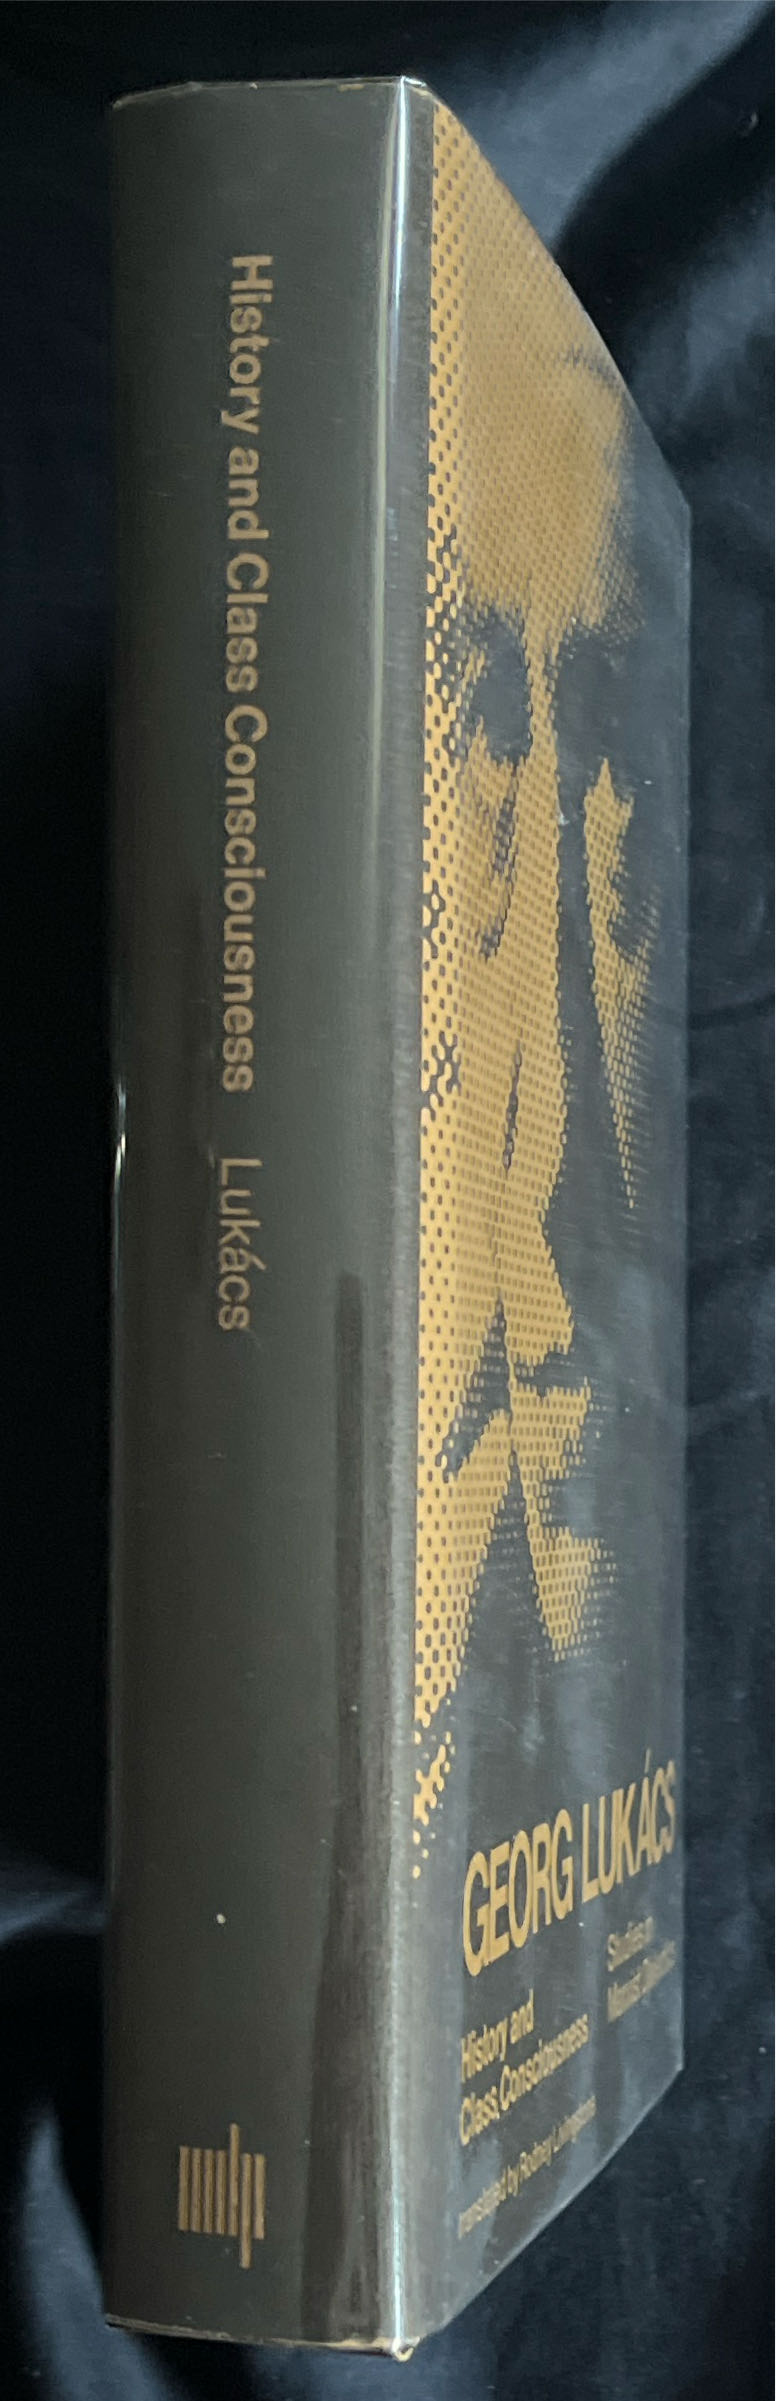 History and Class Consciousness Lukács
GEORG LUKÁCS
History and
Class Consciousness
Studies in
Marxist Dialectics
translated by Rodney Livingstone